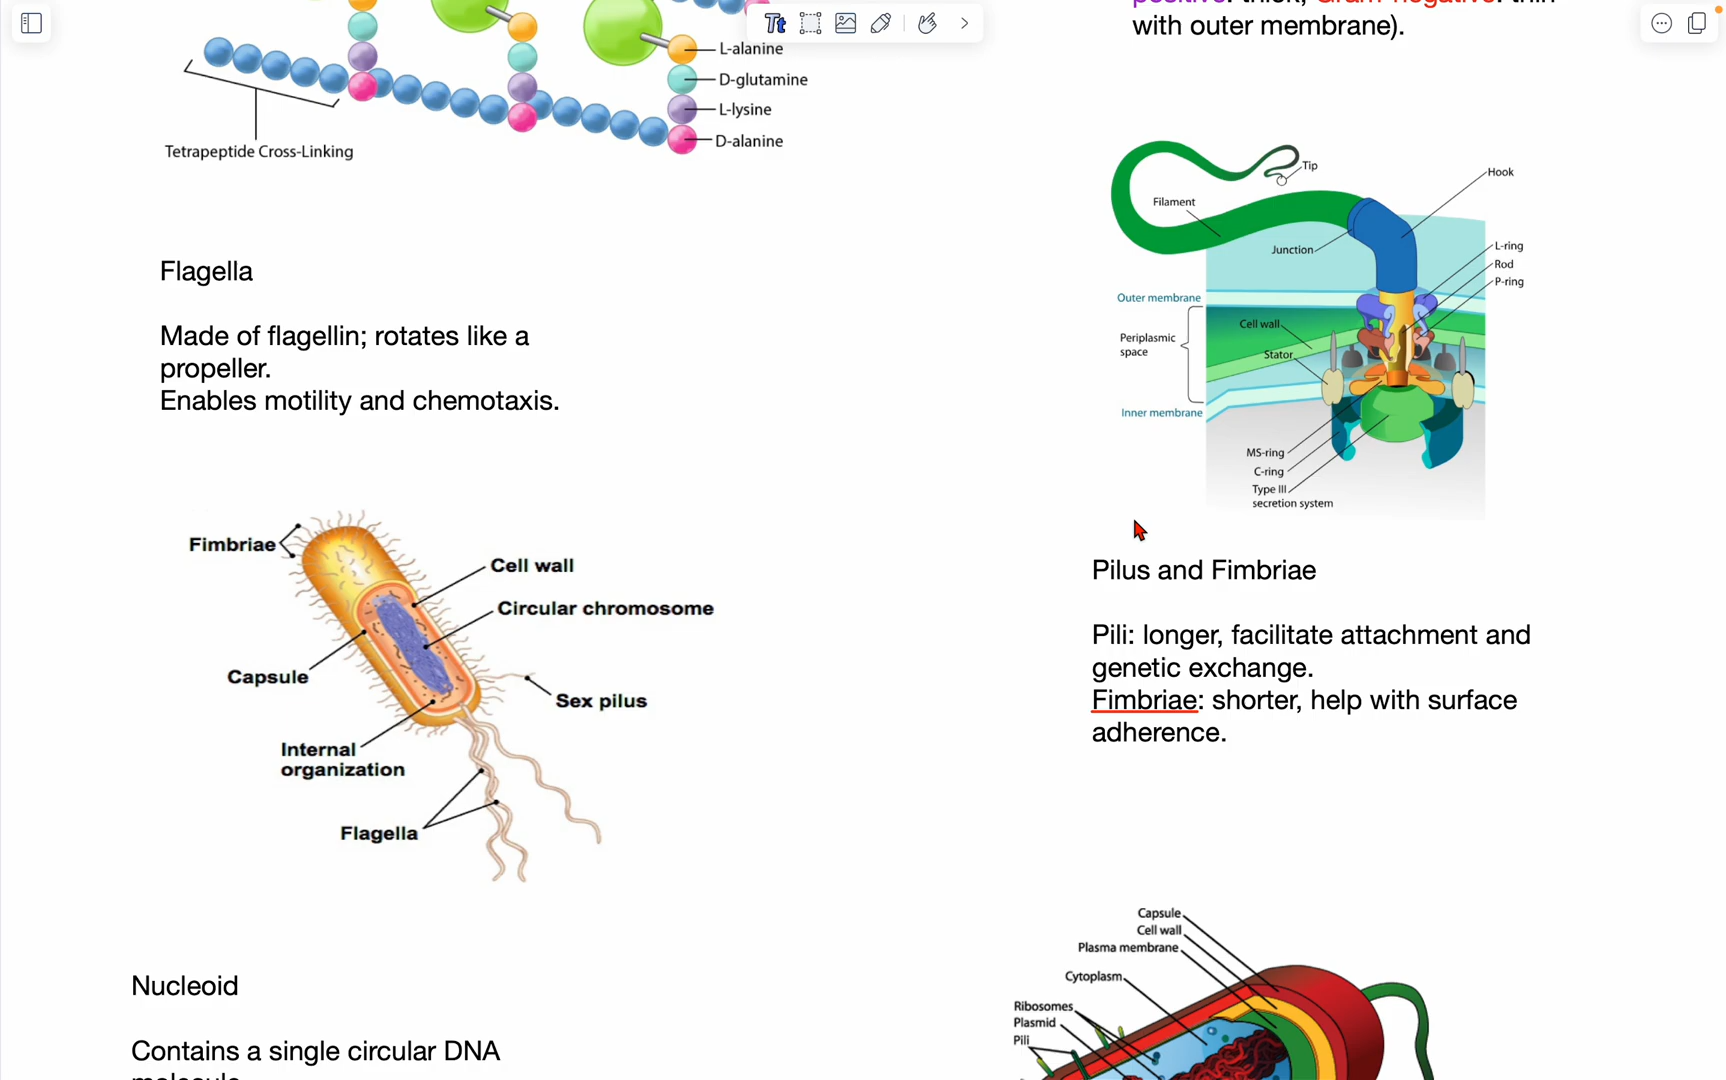 with outer membrane).
Tt
L-alanine
D-glutamine
L-lysine
D-alanine
Tetrapeptide Cross-Linking
Flagella
Made of flagellin; rotates like a
propeller.
Enables motility and chemotaxis.
Tip
Hook
Filament
Junction
L-ring
Rod
P-ring
Outer membrane
Cell wall
Periplasmic
space
Stator
Inner membrane
MS-ring
C-ring
Type III
secretion system
Fimbriae
Cell wall
Circular chromosome
Capsule
Sex pilus
Internal
organization
Flagella
Pilus and Fimbriae
Pili: longer, facilitate attachment and
genetic exchange.
Fimbriae: shorter, help with surface
adherence.
Nucleoid
Contains a single circular DNA
Capsule
Cell wall
Plasma membrane
Cytoplasm
Ribosomes
Plasmid
Pili